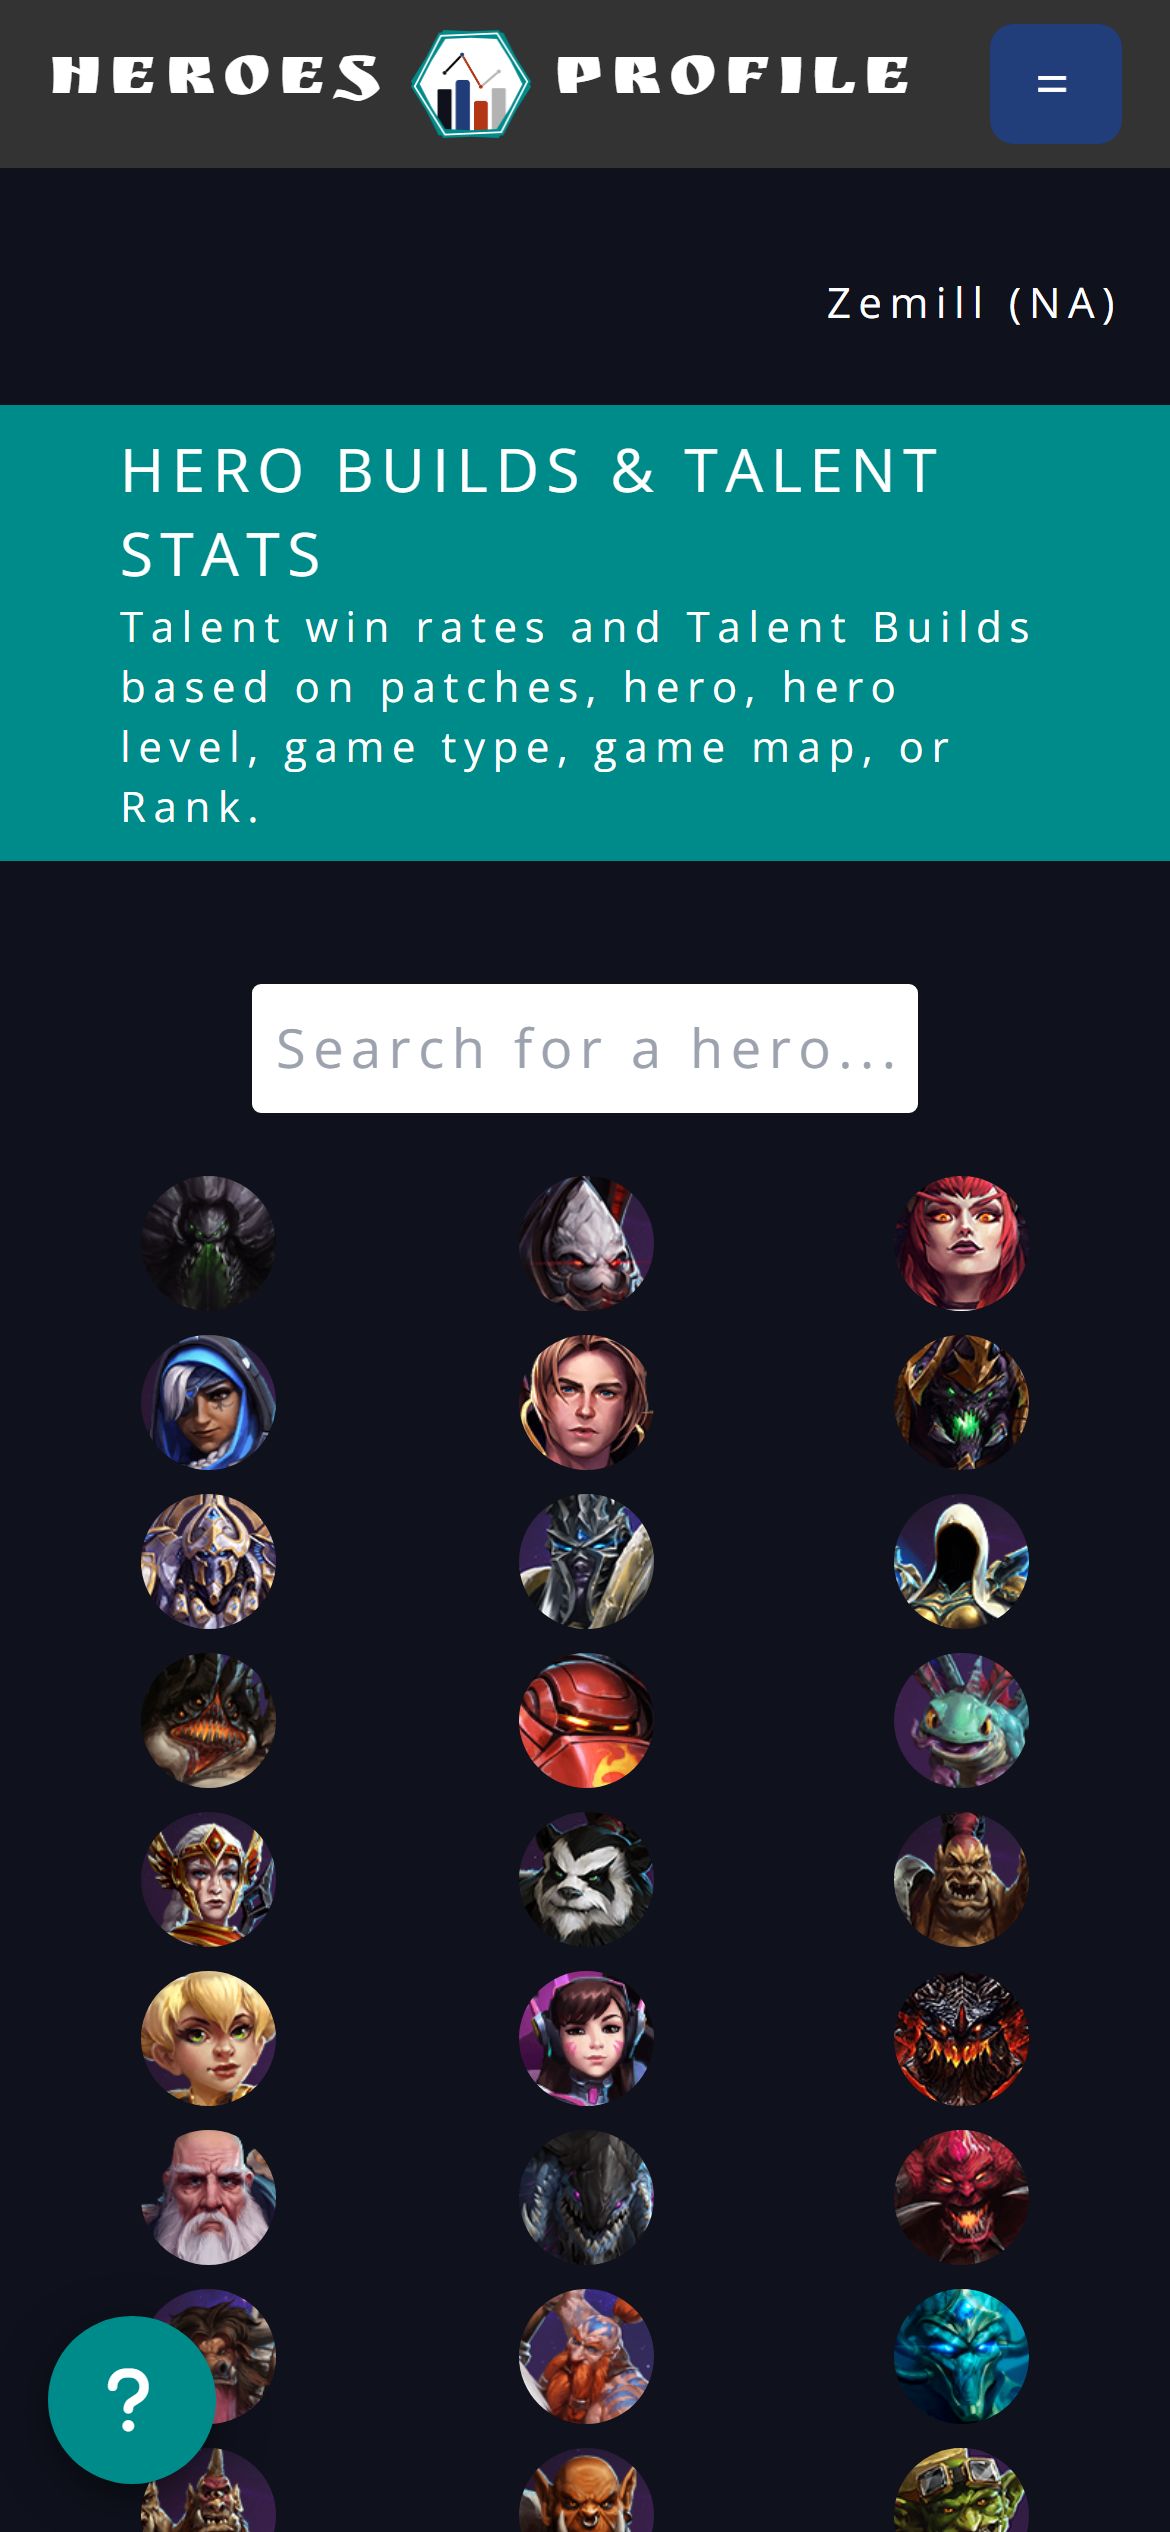 HEROES PROFILE
=
Zemill (NA)
HERO BUILDS & TALENT
STATS
Talent win rates and Talent Builds
based on patches, hero, hero
level, game type, game map, or
Rank.
Search for a hero...
?